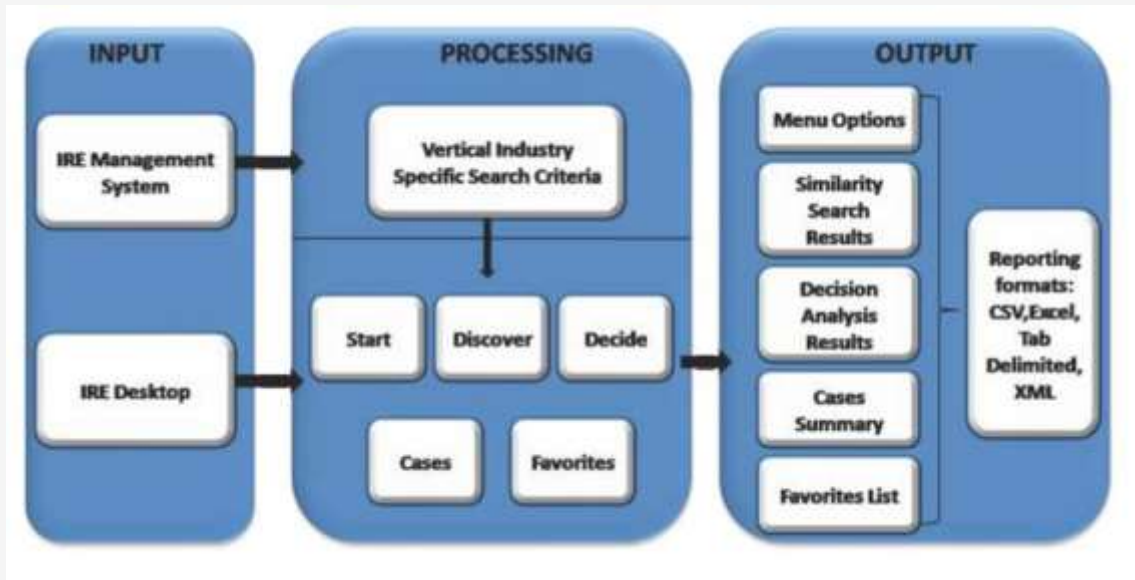 INPUT
IRE Management
System
IRE Desktop
PROCESSING
Vertical Industry
Specific Search Criteria
Start
Discover
Decide
Cases
Favorites
OUTPUT
Menu Options
Similarity
Search
Results
Decision
Analysis
Results
Cases
Summary
Favorites List
Reporting
formats:
CSV,Excel,
Tab
Delimited,
XML